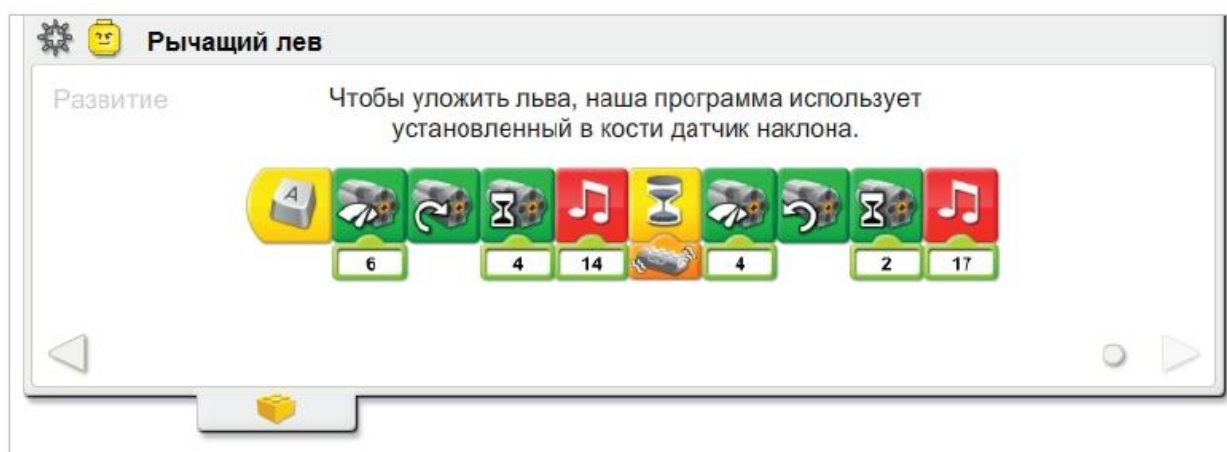 Рычащий лев
Развитие
Чтобы уложить льва, наша программа использует
установленный в кости датчик наклона.
A
6 4 14 4 2 17